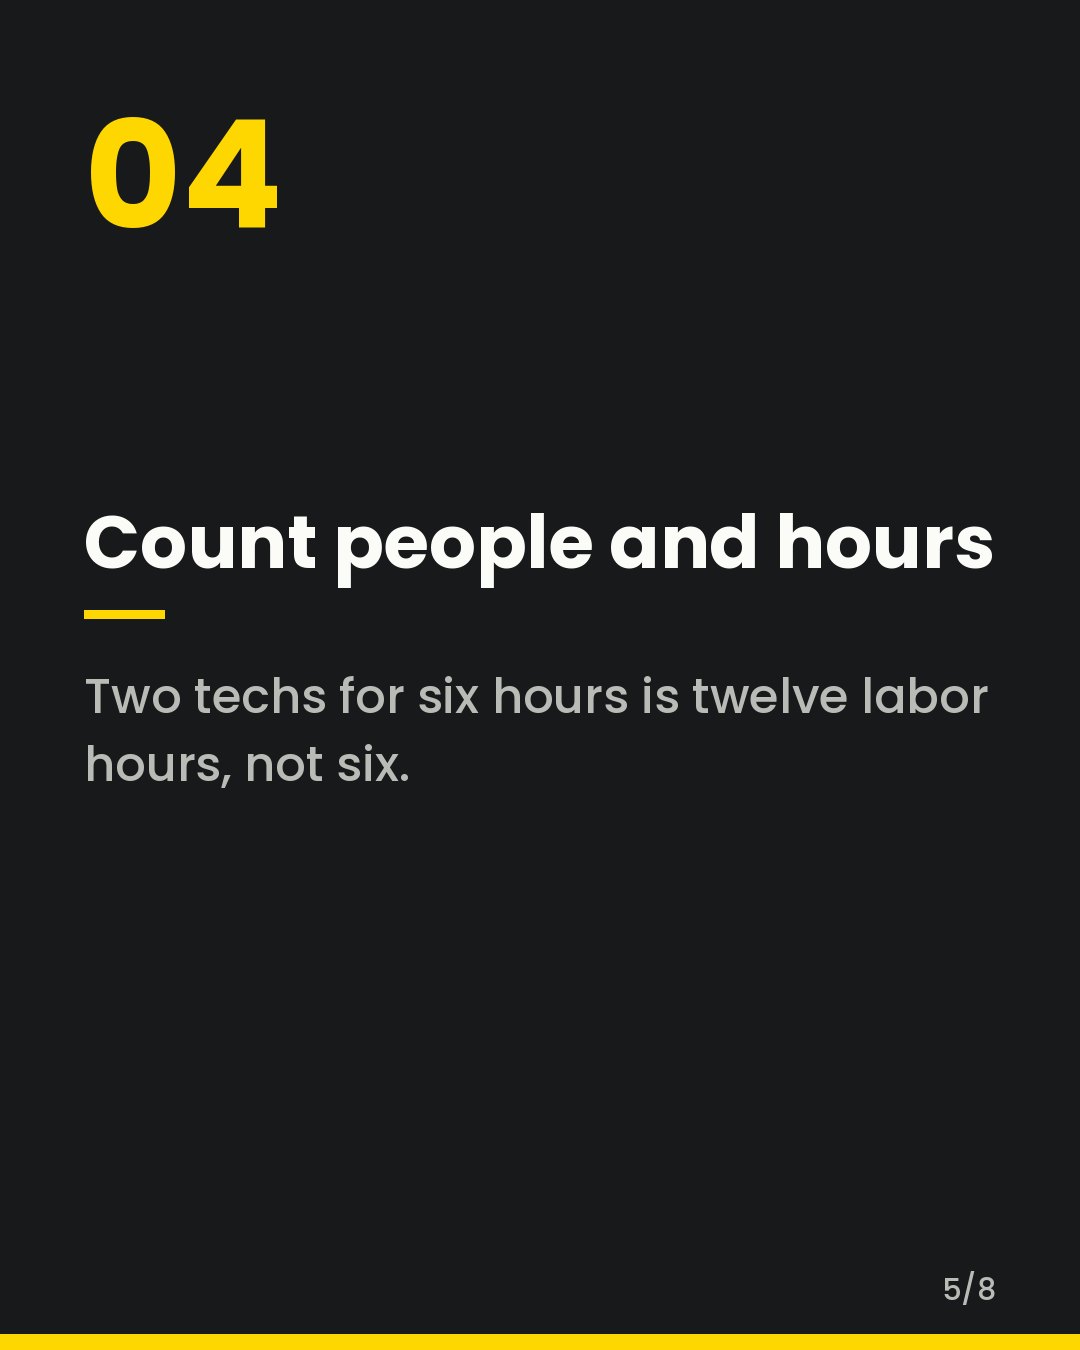 04
Count people and hours
Two techs for six hours is twelve labor
hours, not six.
5/8